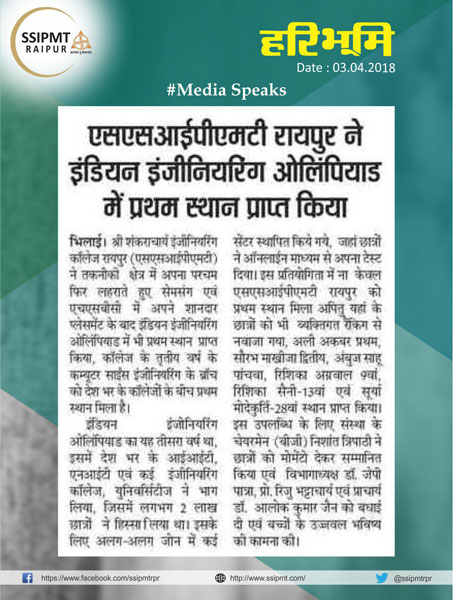 SSIPMT
RAIPUR
हरिभूमि
Date : 03.04.2018
#Media Speaks
एसएसआईपीएमटी रायपुर ने
इंडियन इंजीनियरिंग ओलिंपियाड
में प्रथम स्थान प्राप्त किया
भिलाई। श्री शंकराचार्य इंजीनियरिंग
कॉलेज रायपुर (एसएसआईपीएमटी)
ने तकनीकी क्षेत्र में अपना परचम
फिर लहराते हुए सेमसंग एवं
एचएसबीसी में अपने शानदार
प्लेसमेंट के बाद इंडियन इंजीनियरिंग
ओलिंपियाड में भी प्रथम स्थान प्राप्त
किया, कॉलेज के तृतीय वर्ष के
कम्प्यूटर साईंस इंजीनियरिंग के ब्रॉच
को देश भर के कॉलेजों के बीच प्रथम
स्थान मिला है।
इंडियन इंजीनियरिंग
ओलिंपियाड का यह तीसरा वर्ष था,
इसमें देश भर के आईआईटी,
एनआईटी एवं कई इंजीनियरिंग
कॉलेज, युनिवर्सिटीज ने भाग
लिया, जिसमें लगभग 2 लाख
छात्रों ने हिस्सा लिया था। इसके
लिए अलग-अलग जोन में कई
सेंटर स्थापित किये गये, जहां छात्रों
ने ऑनलाईन माध्यम से अपना टेस्ट
दिया। इस प्रतियोगिता में ना केवल
एसएसआईपीएमटी रायपुर को
प्रथम स्थान मिला अपितु यहां के
छात्रों को भी व्यक्तिगत रैंकिंग से
नवाजा गया, अली अकबर प्रथम,
सौरभ माखीजा द्वितीय, अंबुज साहू
पांचवा, रिशिका अग्रवाल 9वां,
रिशिका सैनी-13वां एवं सूर्या
मोदेकुर्ति-28वां स्थान प्राप्त किया।
इस उपलब्धि के लिए संस्था के
चेयरमेन (बीजी) निशांत त्रिपाठी ने
छात्रों को मोमेंटो देकर सम्मानित
किया एवं विभागाध्यक्ष डॉ. जेपी
पात्रा, प्रो. रिजु भट्टाचार्य एवं प्राचार्य
डॉ. आलोक कुमार जैन को बधाई
दी एवं बच्चों के उज्जवल भविष्य
की कामना की।
https://www.facebook.com/ssipmtrpr
http://www.ssipmt.com/
@ssipmtrpr